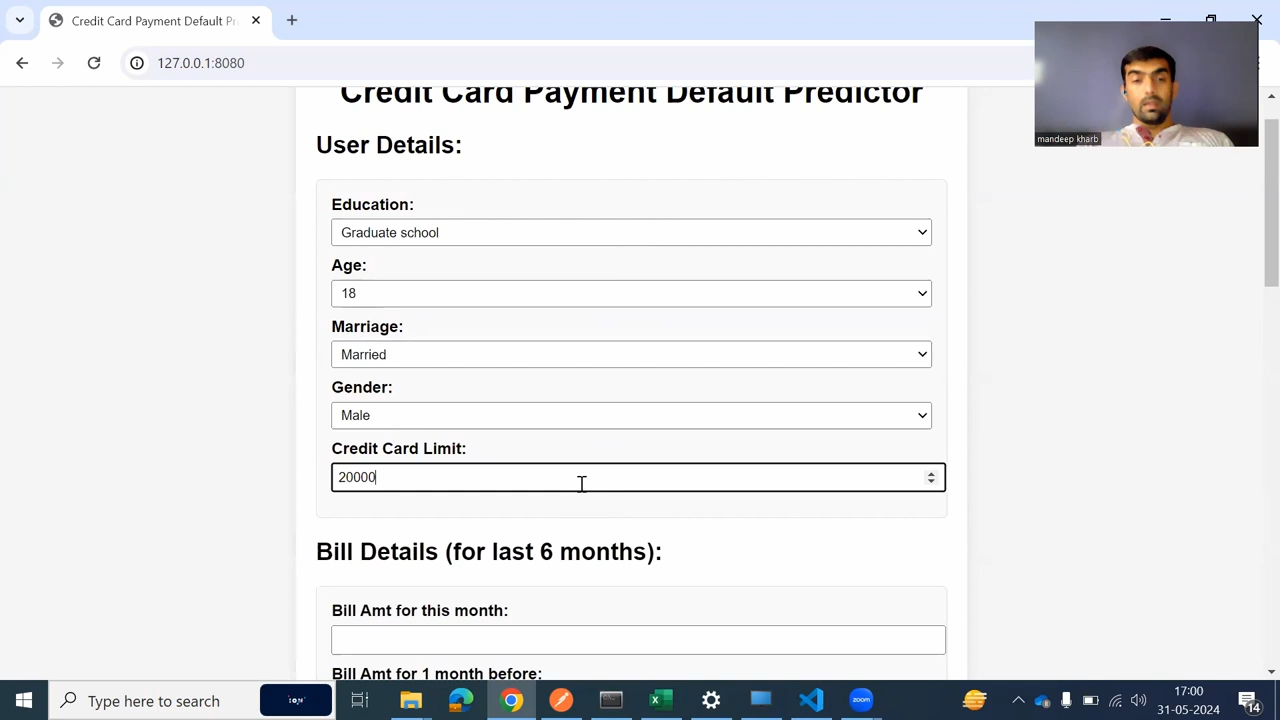 Credit Card Payment Default Pr
127.0.0.1:8080
mandeep kharb
Credit Card Payment Default Predictor
User Details:
Education:
Graduate school
Age:
18
Marriage:
Married
Gender:
Male
Credit Card Limit:
20000
Bill Details (for last 6 months):
Bill Amt for this month:
Bill Amt for 1 month before:
Type here to search
17:00
31-05-2024
14
zoom